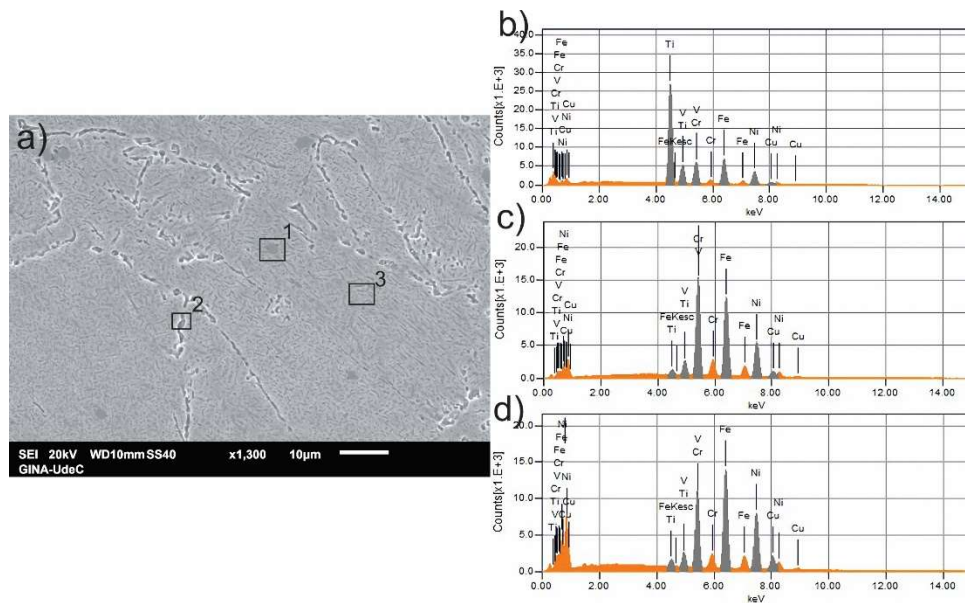 a)
1
2
3
SEI 20kV WD10mmSS40 x1,300 10μm
GINA-UdeC
b)
Counts[x1.E+3]
40.0
35.0
30.0
25.0
20.0
15.0
10.0
5.0
0.0
Fe
Fe
Cr
V
Cr Cu
Ti Ni
V Cu
Ti
Ni
Ti
FeKesc
V
Ti
V
Cr
Cr
Fe
Fe
Ni
Ni
Cu
Cu
0.00 2.00 4.00 6.00 8.00 10.00 12.00 14.00
keV
c)
Counts[x1.E+3]
20.0
15.0
10.0
5.0
0.0
Ni
Fe
Fe
Cr
V
Cr Cu
Ti Ni
V Cu
Ti
FeKesc
Ti
V
Ti
Cr
V
Cr
Fe
Fe
Ni
Ni
Cu
Cu
0.00 2.00 4.00 6.00 8.00 10.00 12.00 14.00
keV
d)
Counts[x1.E+3]
20.0
15.0
10.0
5.0
0.0
Ni
Fe
Fe
Cr
V
Cr Ni
Ti Cu
VCu
Ti
FeKesc
Ti
V
Ti
V
Cr
Cr
Fe
Fe
Ni
Ni
Cu
Cu
0.00 2.00 4.00 6.00 8.00 10.00 12.00 14.00
keV